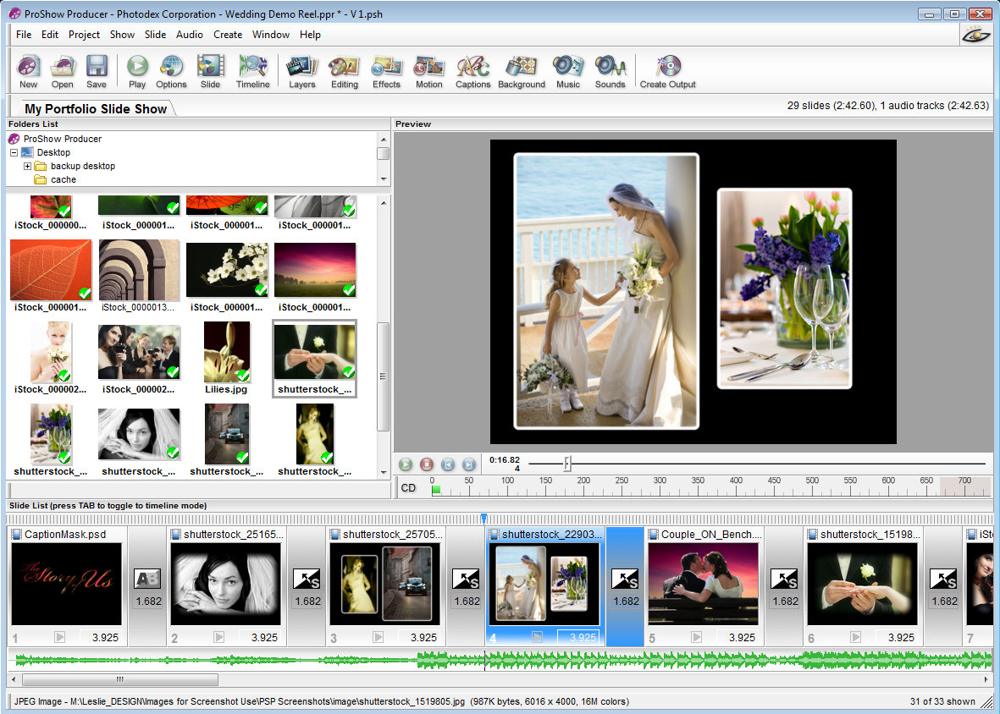 ProShow Producer - Photodex Corporation - Wedding Demo Reel.ppr * - V 1.psh
File Edit Project Show Slide Audio Create Window Help
New Open Save Play Options Slide Timeline Layers Editing Effects Motion Captions Background Music Sounds Create Output
My Portfolio Slide Show
29 slides (2:42.60), 1 audio tracks (2:42.63)
Folders List
ProShow Producer
Desktop
backup desktop
cache
iStock_000000... iStock_000001... iStock_000001... iStock_000001...
iStock_000001... iStock_0000013... iStock_000001... iStock_000001...
iStock_000002... iStock_000002... Lilies.jpg shutterstock_...
shutterstock_... shutterstock_... shutterstock_... shutterstock_...
Preview
0:16.82
4
CD 0 50 100 150 200 250 300 350 400 450 500 550 600 650 700
Slide List (press TAB to toggle to timeline mode)
CaptionMask.psd shutterstock_25165... shutterstock_25705... shutterstock_22903... Couple_ON_Bench.... shutterstock_15198... iSt
The Story of Us
AB S S S S S
1.682 1.682 1.682 1.682 1.682 1.682
1 3.925 2 3.925 3 3.925 4 3.925 5 3.925 6 3.925 7
JPEG Image - M:\Leslie_DESIGN\Images for Screenshot Use\PSP Screenshots\image\shutterstock_1519805.jpg (987K bytes, 6016 x 4000, 16M colors)
31 of 33 shown